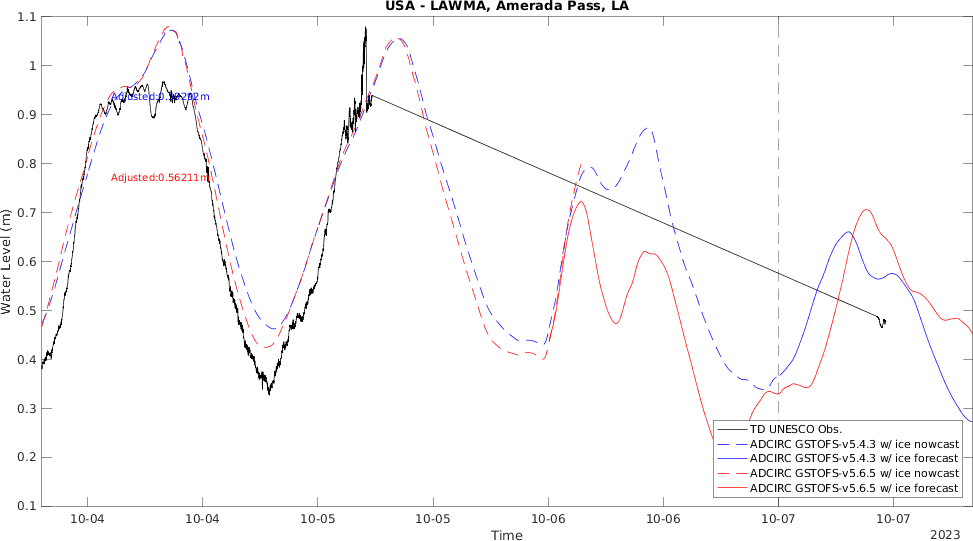 USA - LAWMA, Amerada Pass, LA
Water Level (m)
1.1
1
0.9
0.8
0.7
0.6
0.5
0.4
0.3
0.2
0.1
Adjusted:0.56211m
TD UNESCO Obs.
ADCIRC GSTOFS-v5.4.3 w/ ice nowcast
ADCIRC GSTOFS-v5.4.3 w/ ice forecast
ADCIRC GSTOFS-v5.6.5 w/ ice nowcast
ADCIRC GSTOFS-v5.6.5 w/ ice forecast
10-04 10-04 10-05 10-05 10-06 10-06 10-07 10-07
Time
2023